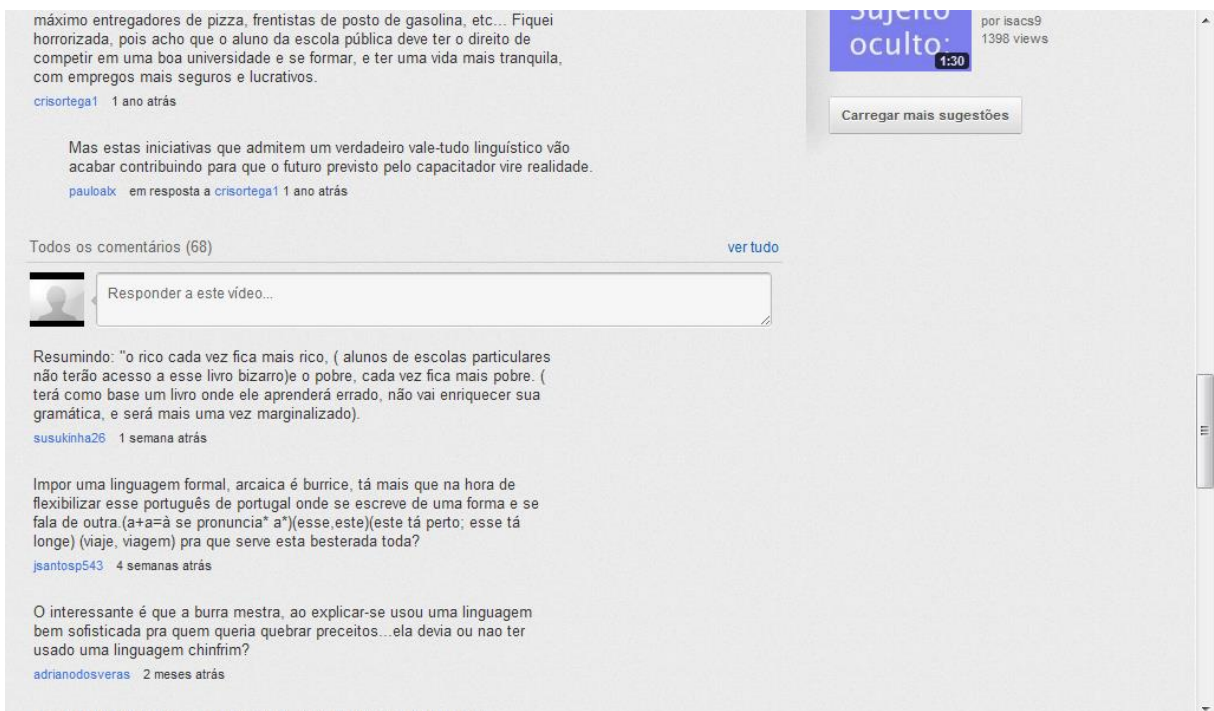 máximo entregadores de pizza, frentistas de posto de gasolina, etc... Fiquei
horrorizada, pois acho que o aluno da escola pública deve ter o direito de
competir em uma boa universidade e se formar, e ter uma vida mais tranquila,
com empregos mais seguros e lucrativos.
crisortega1 1 ano atrás
Mas estas iniciativas que admitem um verdadeiro vale-tudo linguístico vão
acabar contribuindo para que o futuro previsto pelo capacitador vire realidade.
pauloalx em resposta a crisortega1 1 ano atrás
Todos os comentários (68) ver tudo
Responder a este vídeo...
Resumindo: "o rico cada vez fica mais rico, ( alunos de escolas particulares
não terão acesso a esse livro bizarro)e o pobre, cada vez fica mais pobre. (
terá como base um livro onde ele aprenderá errado, não vai enriquecer sua
gramática, e será mais uma vez marginalizado).
susukinha26 1 semana atrás
Impor uma linguagem formal, arcaica é burrice, tá mais que na hora de
flexibilizar esse português de portugal onde se escreve de uma forma e se
fala de outra.(a+a=à se pronuncia* a*)(esse,este)(este tá perto; esse tá
longe) (viaje, viagem) pra que serve esta besterada toda?
jsantosp543 4 semanas atrás
O interessante é que a burra mestra, ao explicar-se usou uma linguagem
bem sofisticada pra quem queria quebrar preceitos...ela devia ou nao ter
usado uma linguagem chinfrim?
adrianodosveras 2 meses atrás
Sujeito
oculto:
1:30
por isacs9
1398 views
Carregar mais sugestões